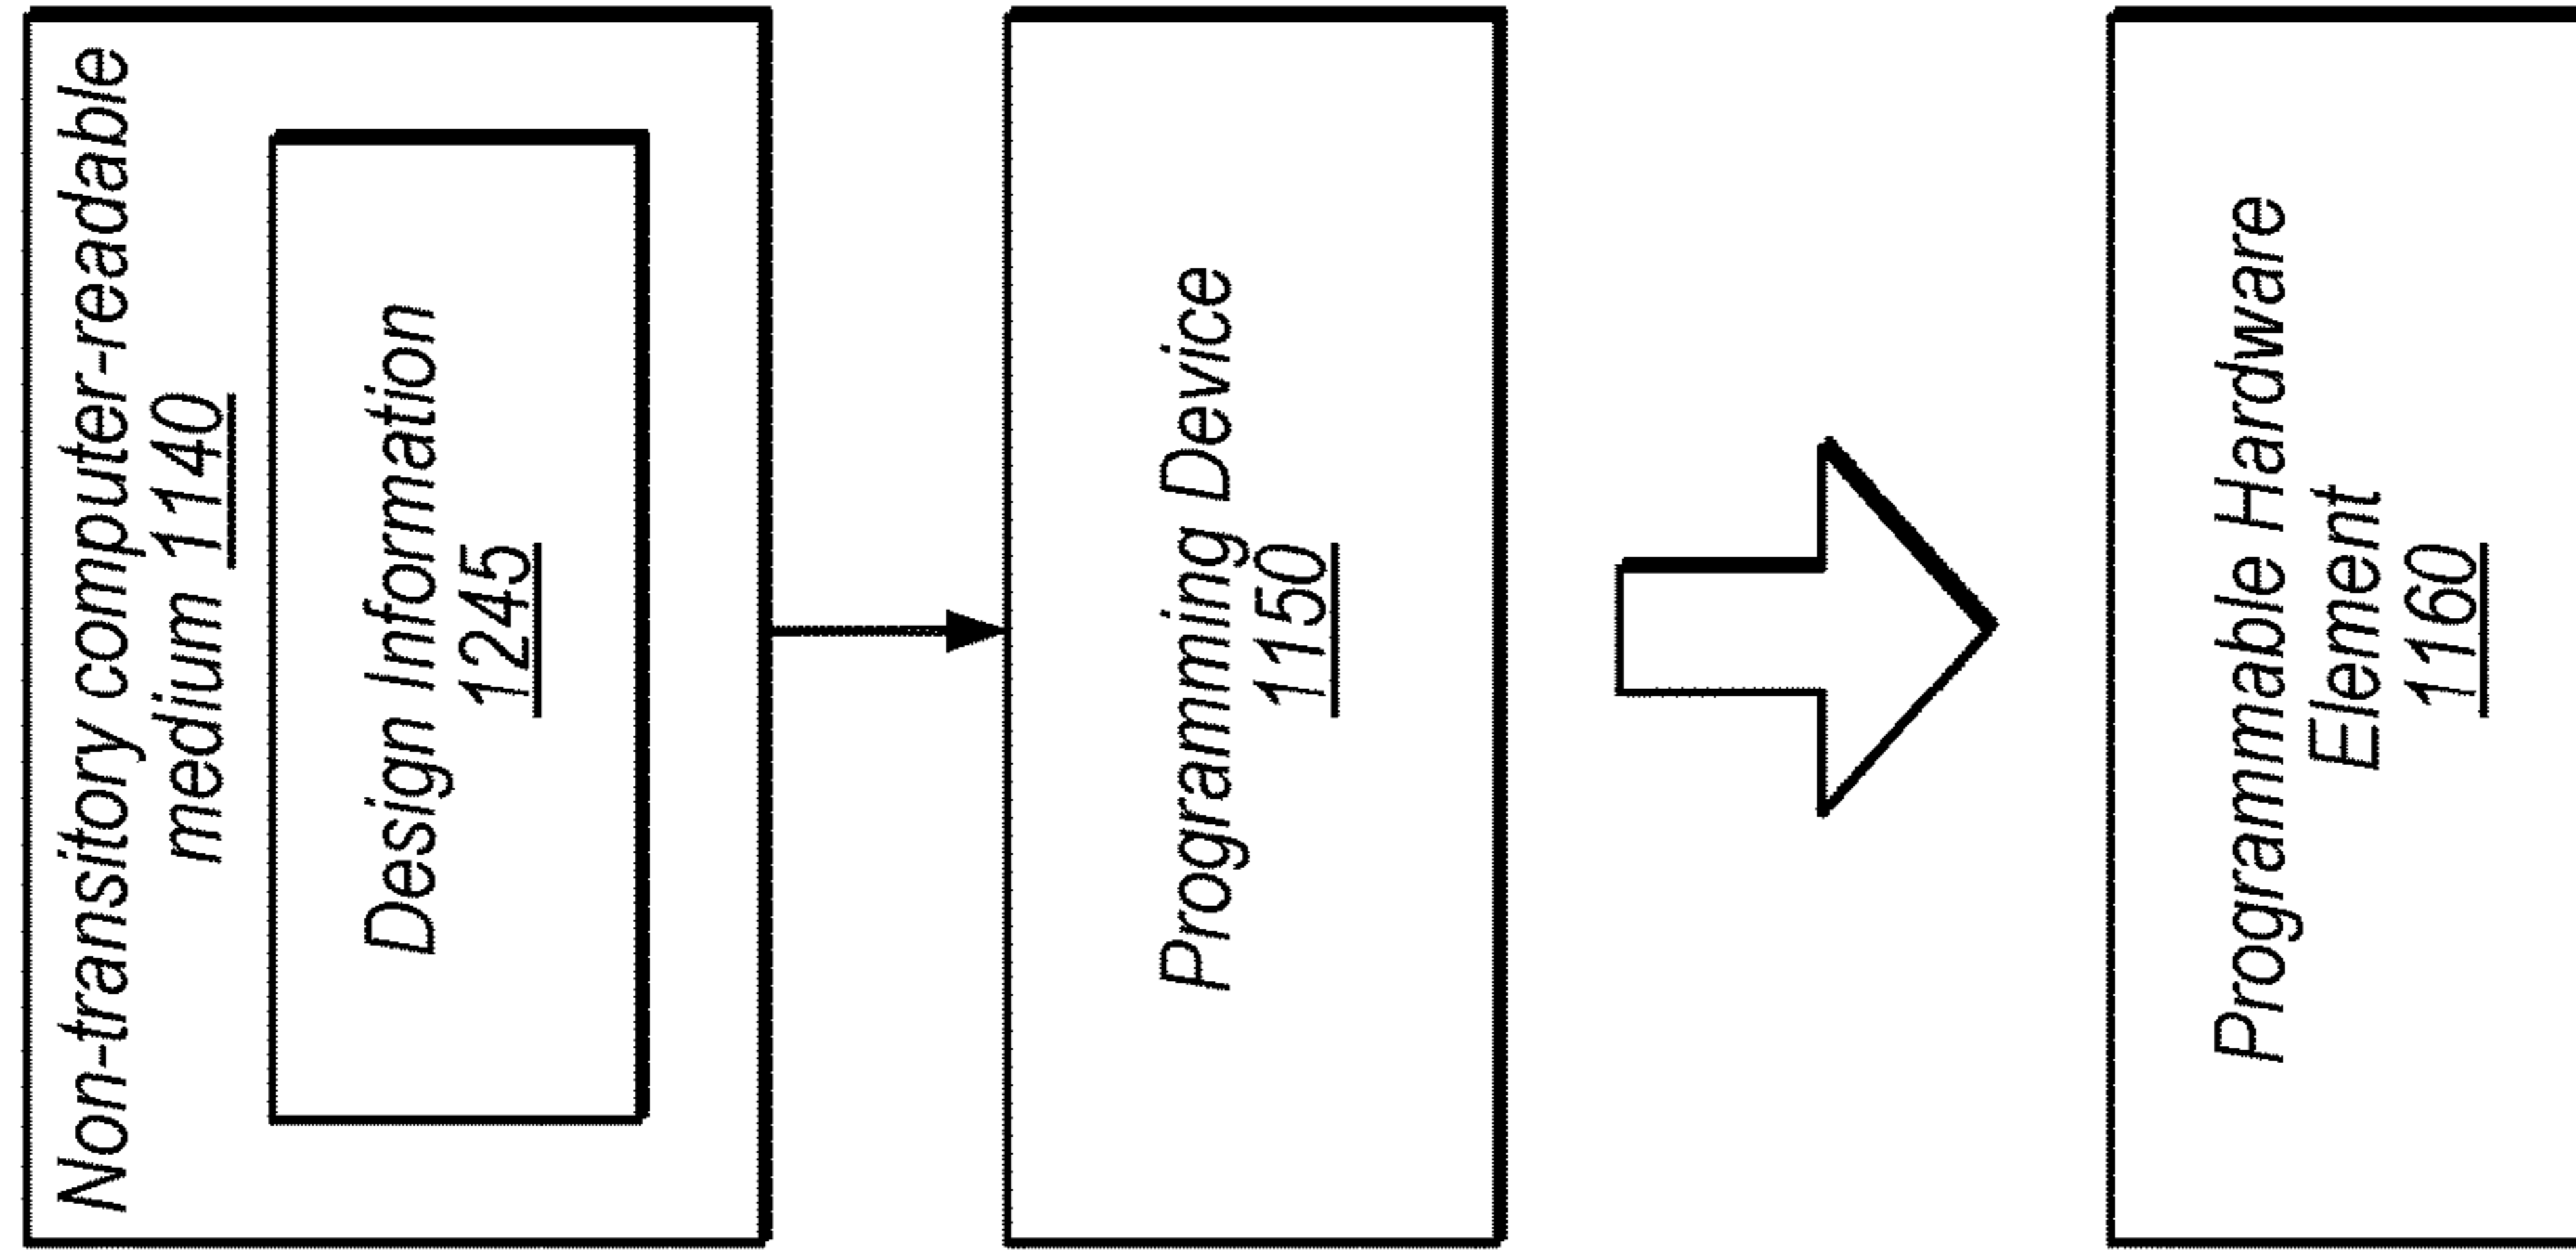 Non-transitory computer-readable
medium 1140
Design Information
1245
Programming Device
1150
Programmable Hardware
Element
1160